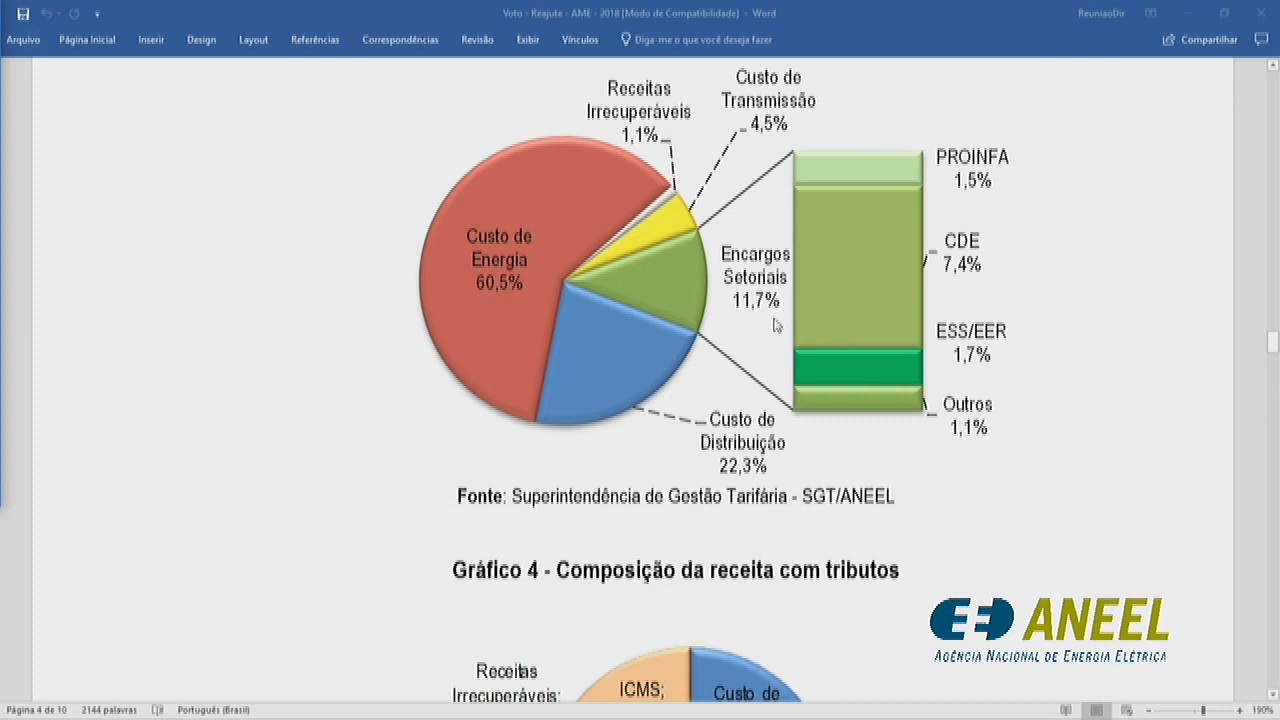 Voto - Reajute - AME - 2018 [Modo de Compatibilidade] - Word
ReuniaoDir
Arquivo Página Inicial Inserir Design Layout Referências Correspondências Revisão Exibir Vínculos Diga-me o que você deseja fazer Compartilhar
Receitas
Irrecuperáveis
1,1%
Custo de
Transmissão
4,5%
PROINFA
1,5%
Custo de
Energia
60,5%
Encargos
Setoriais
11,7%
CDE
7,4%
ESS/EER
1,7%
Outros
1,1%
Custo de
Distribuição
22,3%
Fonte: Superintendência de Gestão Tarifária - SGT/ANEEL
Gráfico 4 - Composição da receita com tributos
ANEEL
AGÊNCIA NACIONAL DE ENERGIA ELÉTRICA
Receitas
Irrecuperáveis;
ICMS;
Custo de
Página 4 de 10 2144 palavras Português (Brasil) 190%